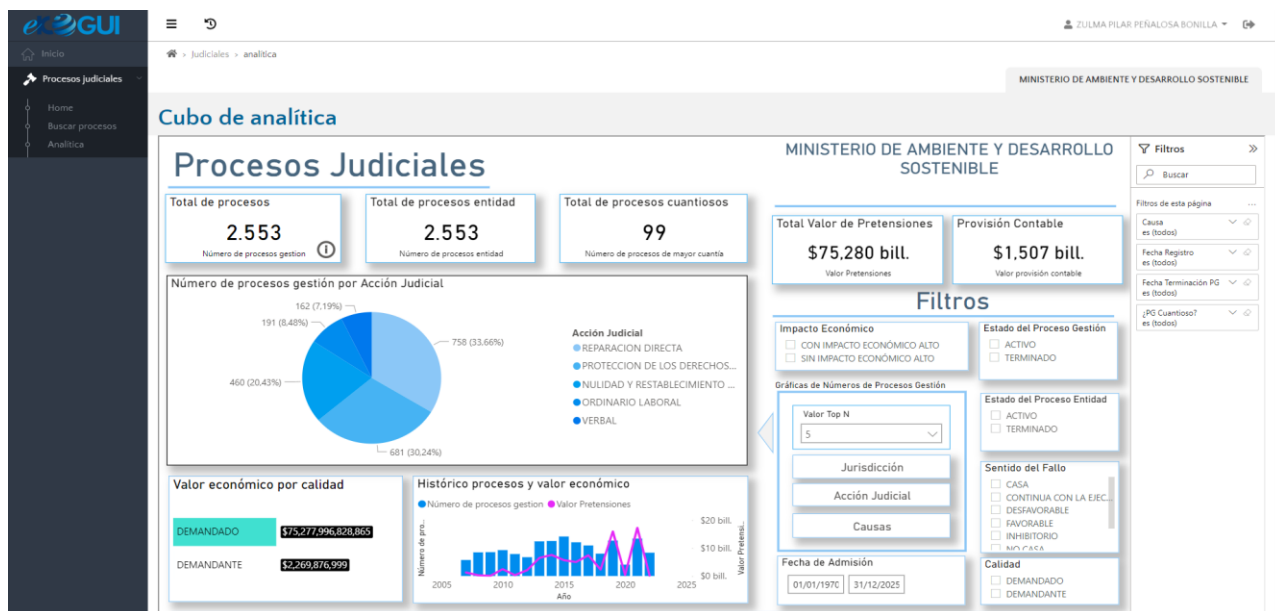 exeGUI
ZULMA PILAR PEÑALOSA BONILLA
Inicio
Procesos judiciales
Home
Buscar procesos
Analítica
> Judiciales > analítica
MINISTERIO DE AMBIENTE Y DESARROLLO SOSTENIBLE
Cubo de analítica
Procesos Judiciales
MINISTERIO DE AMBIENTE Y DESARROLLO
SOSTENIBLE
Total de procesos
2.553
Número de procesos gestion
Total de procesos entidad
2.553
Número de procesos entidad
Total de procesos cuantiosos
99
Número de procesos de mayor cuantía
Total Valor de Pretensiones
$75,280 bill.
Valor Pretensiones
Provisión Contable
$1,507 bill.
Valor provisión contable
Número de procesos gestión por Acción Judicial
162 (7,19%)
191 (8,48%)
758 (33,66%)
460 (20,43%)
681 (30,24%)
Acción Judicial
REPARACION DIRECTA
PROTECCION DE LOS DERECHOS...
NULIDAD Y RESTABLECIMIENTO ...
ORDINARIO LABORAL
VERBAL
Valor económico por calidad
DEMANDADO $75,277,996,828,865
DEMANDANTE $2,269,876,999
Histórico procesos y valor económico
Número de procesos gestion Valor Pretensiones
Número de pro...
$20 bill.
$10 bill.
$0 bill.
Valor Pretensi...
2005 2010 2015 2020 2025
Año
Filtros
Impacto Económico
CON IMPACTO ECONÓMICO ALTO
SIN IMPACTO ECONÓMICO ALTO
Gráficas de Números de Procesos Gestión
Valor Top N
5
Jurisdicción
Acción Judicial
Causas
Fecha de Admisión
01/01/1970 31/12/2025
Estado del Proceso Gestión
ACTIVO
TERMINADO
Estado del Proceso Entidad
ACTIVO
TERMINADO
Sentido del Fallo
CASA
CONTINUA CON LA EJEC...
DESFAVORABLE
FAVORABLE
INHIBITORIO
NO CASA
Calidad
DEMANDADO
DEMANDANTE
Filtros
Buscar
Filtros de esta página ...
Causa
es (todos)
Fecha Registro
es (todos)
Fecha Terminación PG
es (todos)
¿PG Cuantioso?
es (todos)